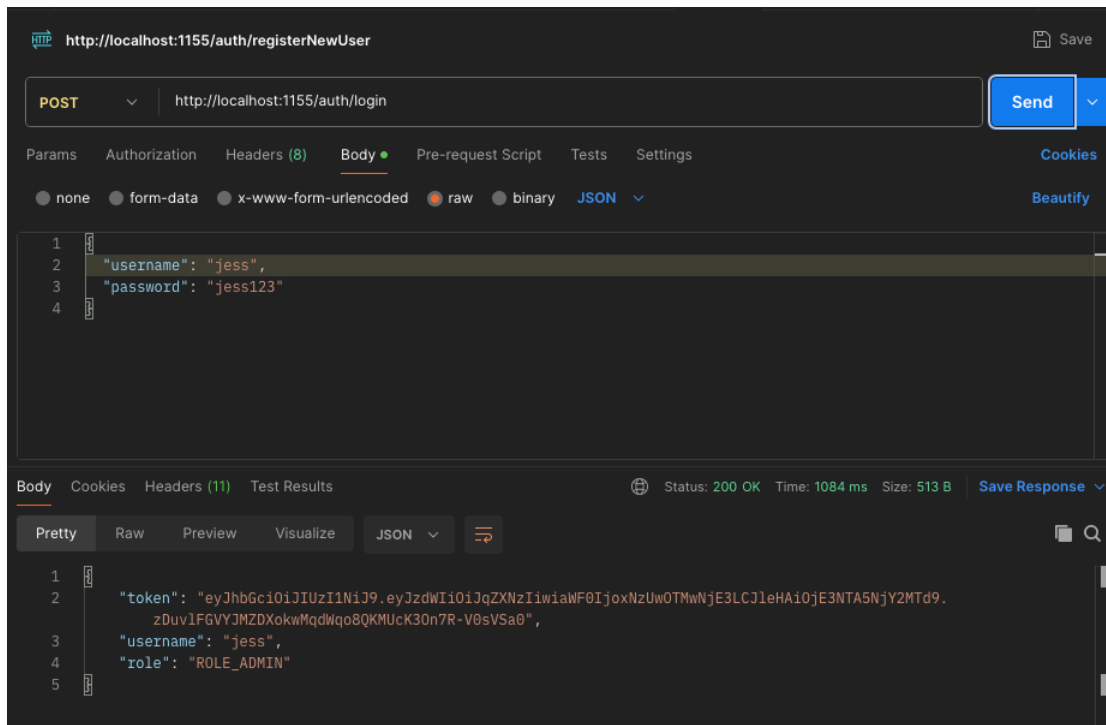 HTTP http://localhost:1155/auth/registerNewUser Save
POST http://localhost:1155/auth/login Send
Params Authorization Headers (8) Body Pre-request Script Tests Settings Cookies
none form-data x-www-form-urlencoded raw binary JSON Beautify
1 {
2 "username": "jess",
3 "password": "jess123"
4 }
Body Cookies Headers (11) Test Results Status: 200 OK Time: 1084 ms Size: 513 B Save Response
Pretty Raw Preview Visualize JSON
1 {
2 "token": "eyJhbGciOiJIUzI1NiJ9.eyJzdWIiOiJqZXNzIiwiaWF0IjoxNzUwOTMwNjE3LCJleHAiOjE3NTA5NjY2MTd9.
zDuvlFGVYJMZDXokwMqdWqo8QKMUcK3On7R-V0sVSa0",
3 "username": "jess",
4 "role": "ROLE_ADMIN"
5 }